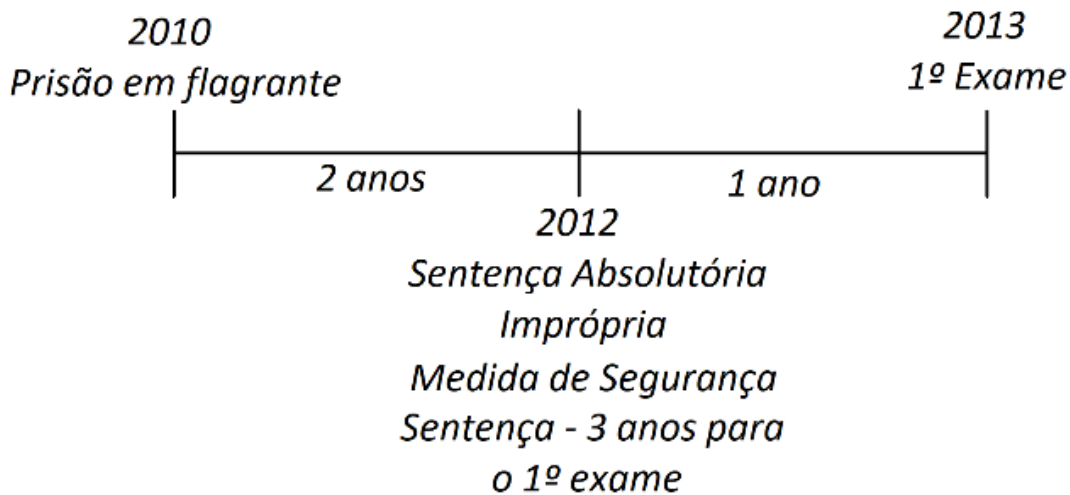 2010
Prisão em flagrante
2013
1º Exame
2 anos
1 ano
2012
Sentença Absolutória
Imprópria
Medida de Segurança
Sentença - 3 anos para
o 1º exame